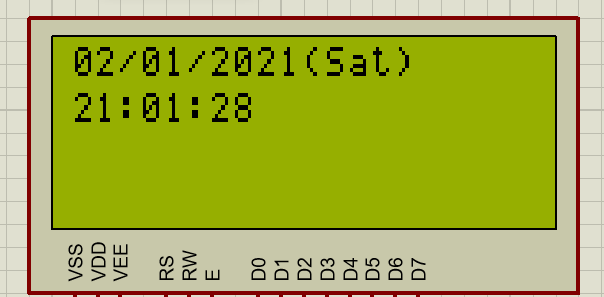 02/01/2021(Sat)
21:01:28
VSS VDD VEE RS RW E D0 D1 D2 D3 D4 D5 D6 D7